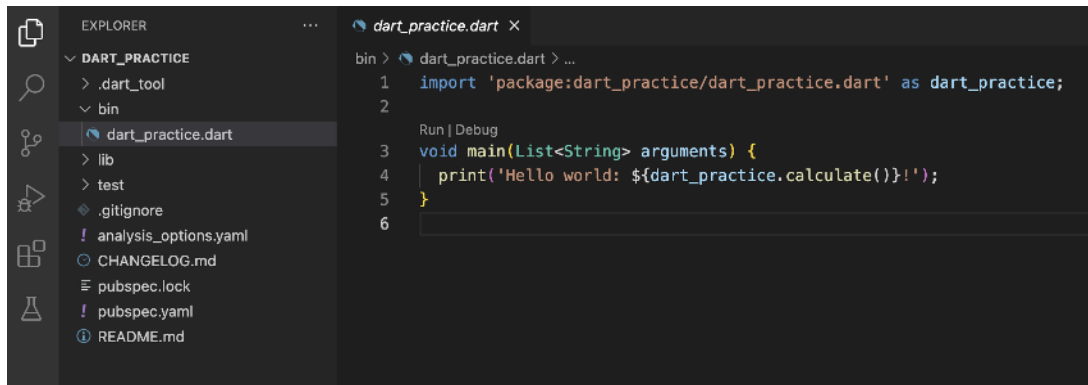 EXPLORER
...
DART_PRACTICE
.dart_tool
bin
dart_practice.dart
lib
test
.gitignore
! analysis_options.yaml
CHANGELOG.md
pubspec.lock
! pubspec.yaml
README.md
dart_practice.dart ×
bin > dart_practice.dart > ...
1 import 'package:dart_practice/dart_practice.dart' as dart_practice;
2
Run | Debug
3 void main(List<String> arguments) {
4 print('Hello world: ${dart_practice.calculate()}!');
5 }
6